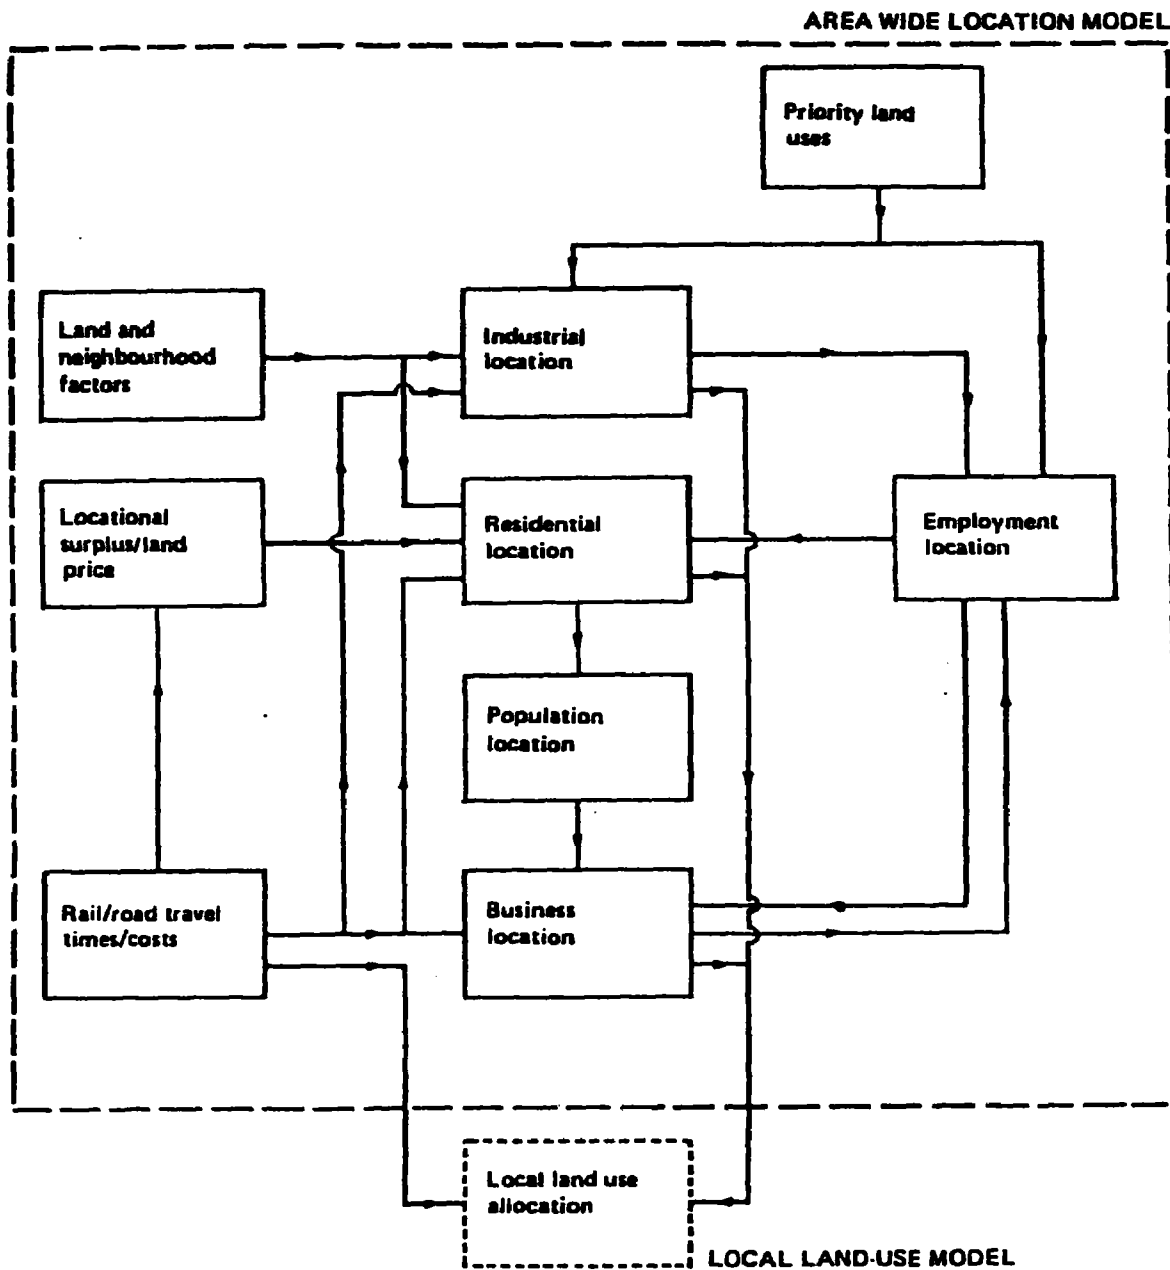 AREA WIDE LOCATION MODEL
Priority land
uses
Land and
neighbourhood
factors
Industrial
location
Locational
surplus/land
price
Residential
location
Employment
location
Population
location
Rail/road travel
times/costs
Business
location
Local land use
allocation
LOCAL LAND-USE MODEL